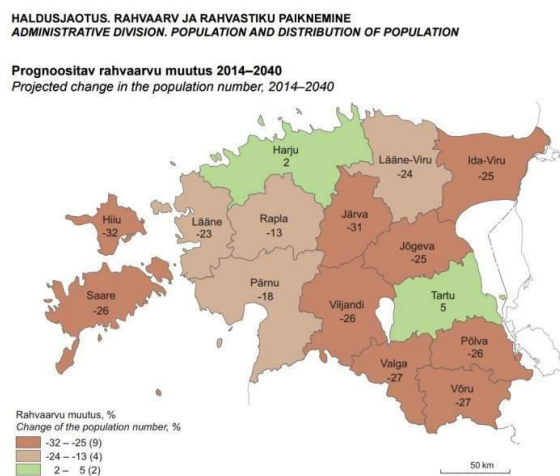 HALDUSJAOTUS. RAHVAARV JA RAHVASTIKU PAIKNEMINE
ADMINISTRATIVE DIVISION. POPULATION AND DISTRIBUTION OF POPULATION
Prognoositav rahvaarvu muutus 2014–2040
Projected change in the population number, 2014–2040
Harju
2
Lääne-Viru
-24
Ida-Viru
-25
Hiiu
-32
Lääne
-23
Rapla
-13
Järva
-31
Jõgeva
-25
Saare
-26
Pärnu
-18
Viljandi
-26
Tartu
5
Põlva
-26
Valga
-27
Võru
-27
Rahvaarvu muutus, %
Change of the population number, %
-32 – -25 (9)
-24 – -13 (4)
2 – 5 (2)
50 km